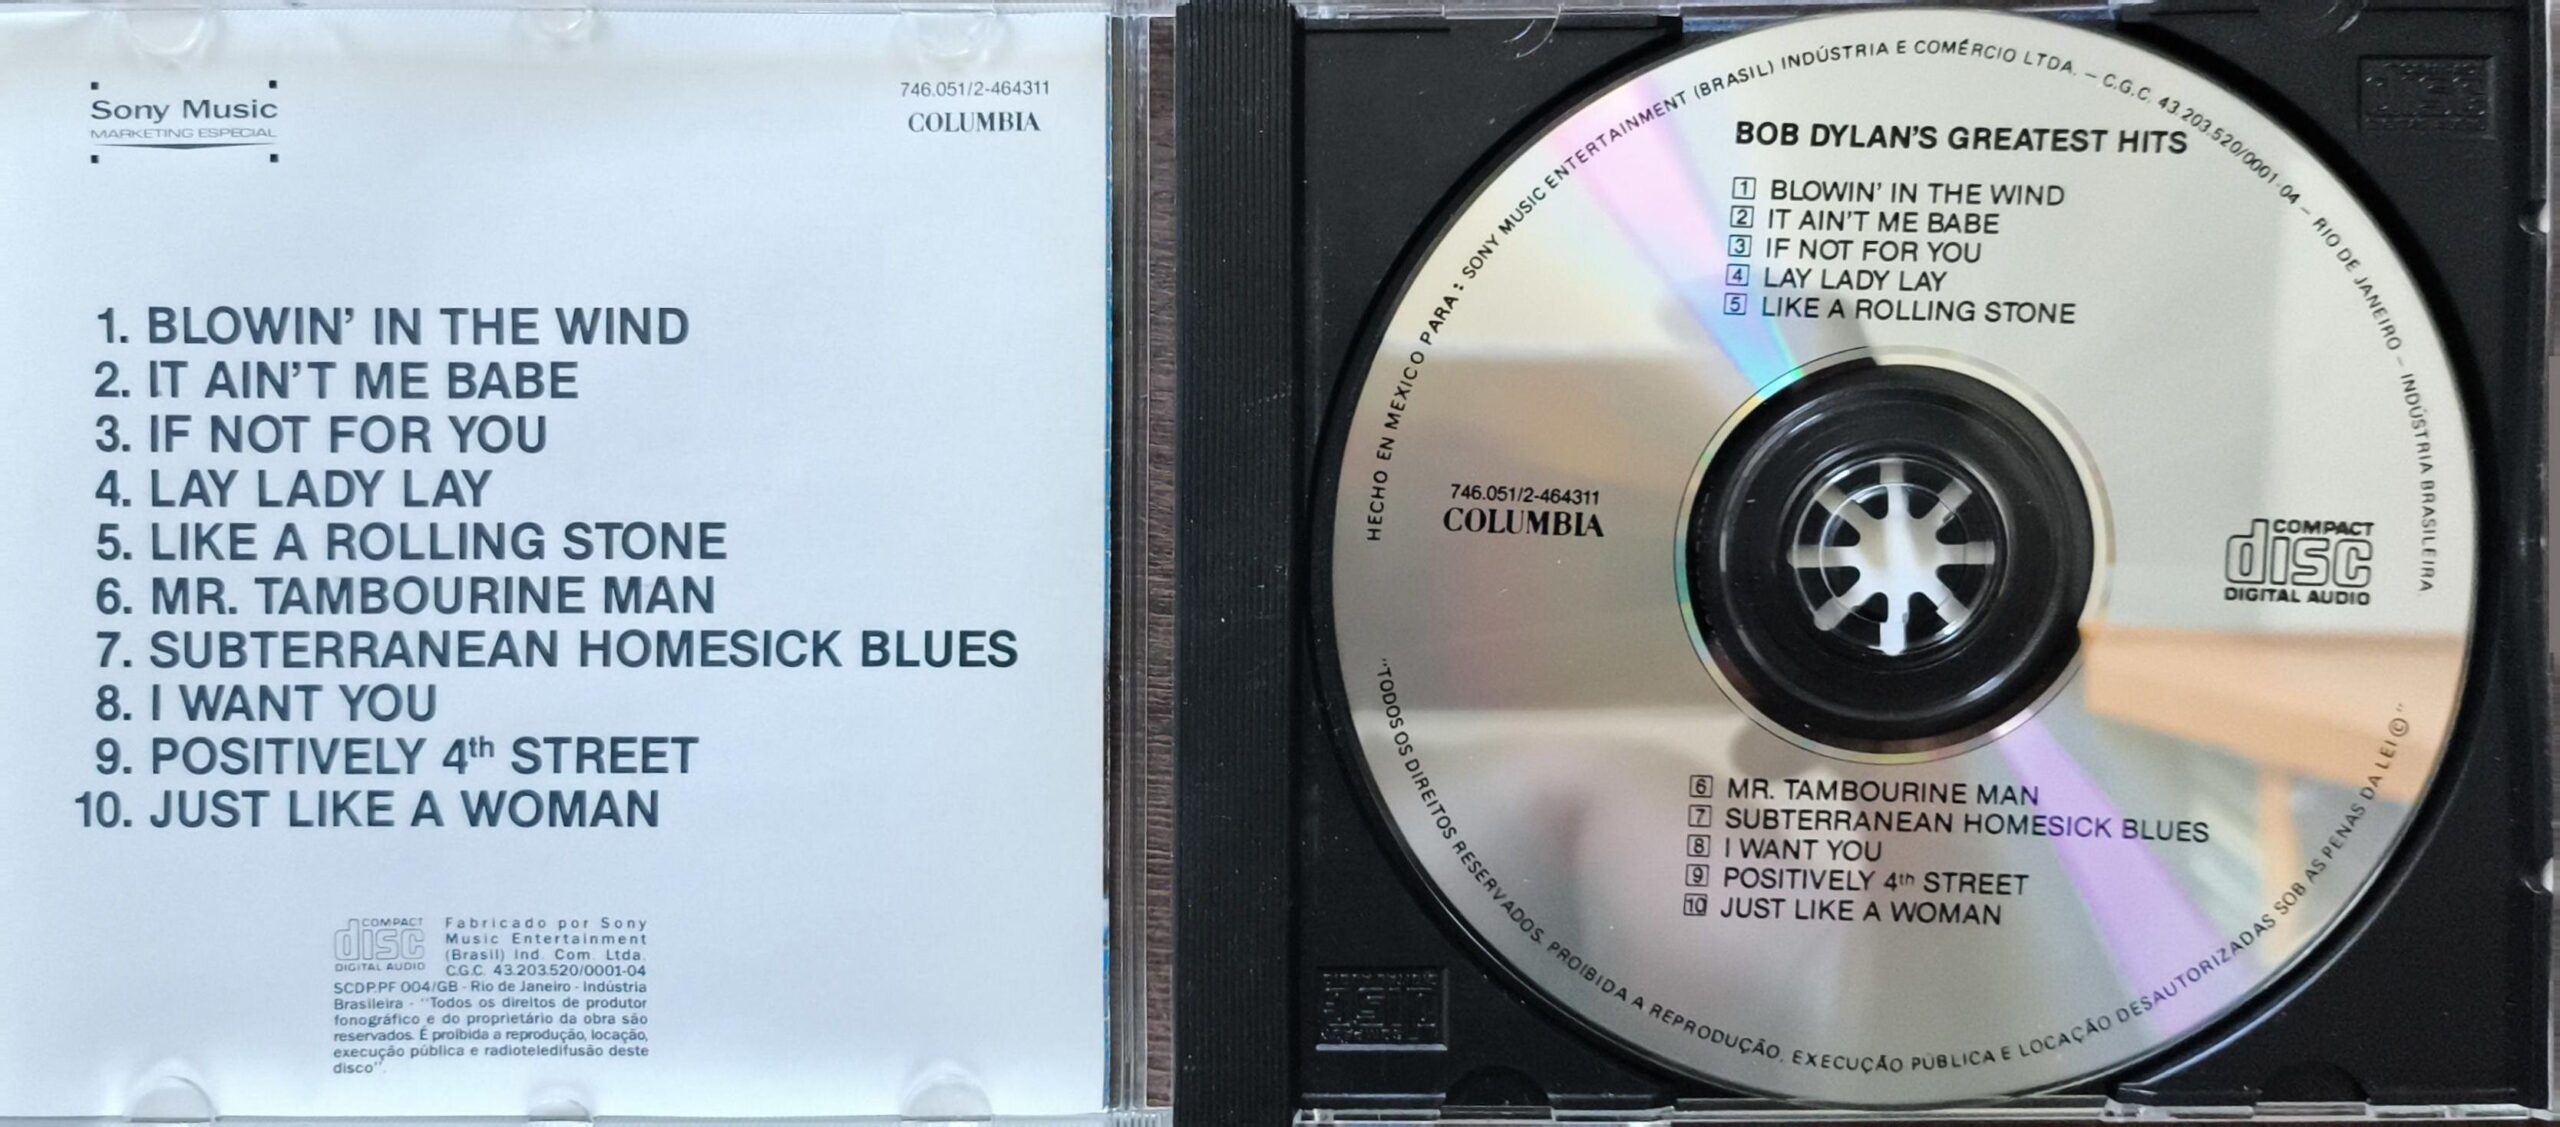 Sony Music
MARKETING ESPECIAL
746.051/2-464311
COLUMBIA
1. BLOWIN' IN THE WIND
2. IT AIN'T ME BABE
3. IF NOT FOR YOU
4. LAY LADY LAY
5. LIKE A ROLLING STONE
6. MR. TAMBOURINE MAN
7. SUBTERRANEAN HOMESICK BLUES
8. I WANT YOU
9. POSITIVELY 4th STREET
10. JUST LIKE A WOMAN
COMPACT
disc
DIGITAL AUDIO
Fabricado por Sony
Music Entertainment
(Brasil) Ind. Com. Ltda.
C.G.C. 43.203.520/0001-04
SCDP.PF 004/GB - Rio de Janeiro - Indústria
Brasileira - "Todos os direitos de produtor
fonográfico e do proprietário da obra são
reservados. É proibida a reprodução, locação,
execução pública e radioteledifusão deste
disco".
HECHO EN MEXICO PARA : SONY MUSIC ENTERTAINMENT (BRASIL) INDÚSTRIA E COMÉRCIO LTDA. – C.G.C. 43.203.520/0001-04 – RIO DE JANEIRO – INDÚSTRIA BRASILEIRA
BOB DYLAN'S GREATEST HITS
1 BLOWIN' IN THE WIND
2 IT AIN'T ME BABE
3 IF NOT FOR YOU
4 LAY LADY LAY
5 LIKE A ROLLING STONE
746.051/2-464311
COLUMBIA
COMPACT
disc
DIGITAL AUDIO
6 MR. TAMBOURINE MAN
7 SUBTERRANEAN HOMESICK BLUES
8 I WANT YOU
9 POSITIVELY 4th STREET
10 JUST LIKE A WOMAN
"TODOS OS DIREITOS RESERVADOS. PROIBIDA A REPRODUÇÃO, EXECUÇÃO PÚBLICA E LOCAÇÃO DESAUTORIZADAS SOB AS PENAS DA LEI ©"